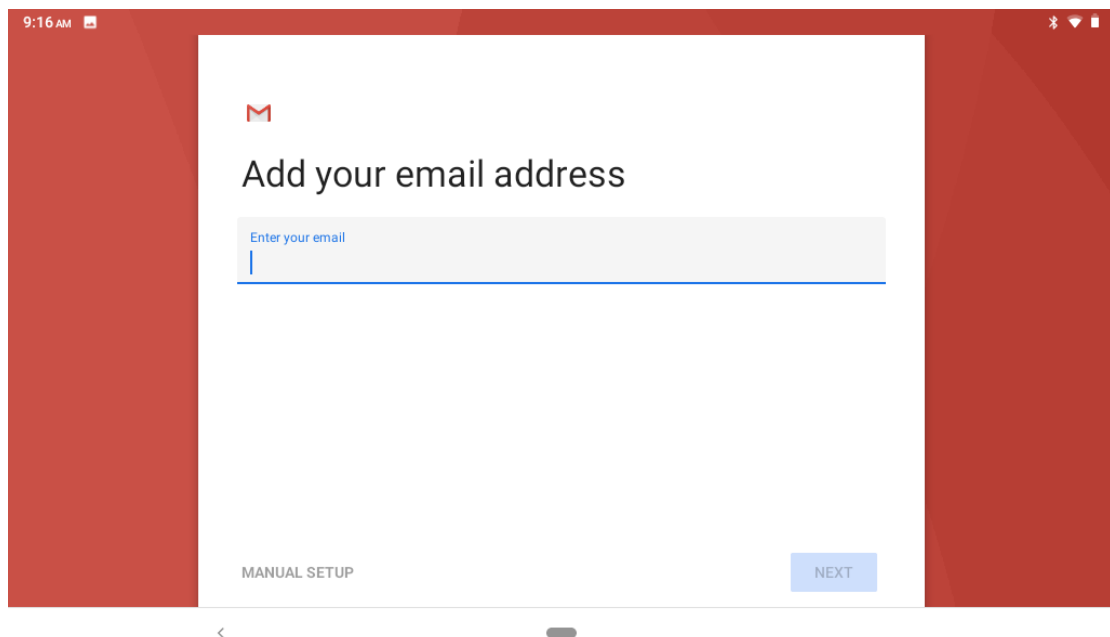 9:16 AM
Add your email address
Enter your email
MANUAL SETUP
NEXT